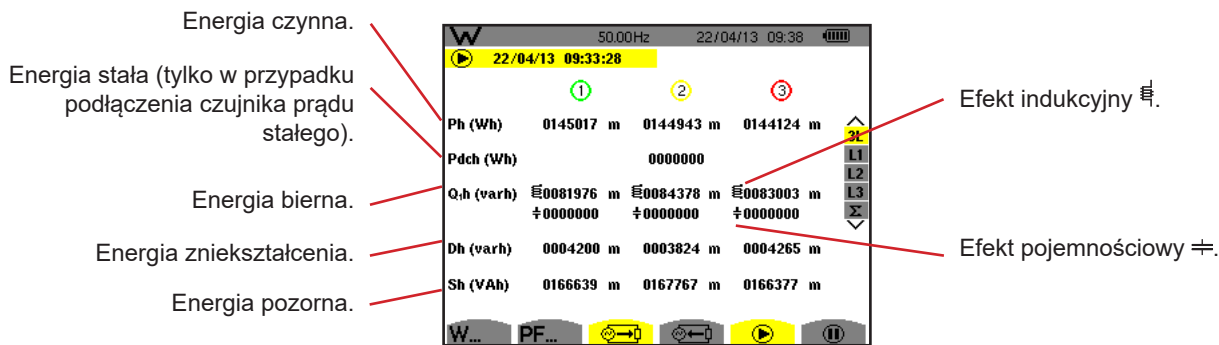 Energia czynna.
Energia stała (tylko w przypadku
podłączenia czujnika prądu
stałego).
Energia bierna.
Energia zniekształcenia.
Energia pozorna.
W 50.00Hz 22/04/13 09:38
22/04/13 09:33:28
1 2 3
Ph (Wh) 0145017 m 0144943 m 0144124 m
Pdch (Wh) 0000000
Q₁h (varh) 0081976 m 0084378 m 0083003 m
0000000 0000000 0000000
Dh (varh) 0004200 m 0003824 m 0004265 m
Sh (VAh) 0166639 m 0167767 m 0166377 m
3L
L1
L2
L3
Σ
W... PF...
Efekt indukcyjny
Efekt pojemnościowy